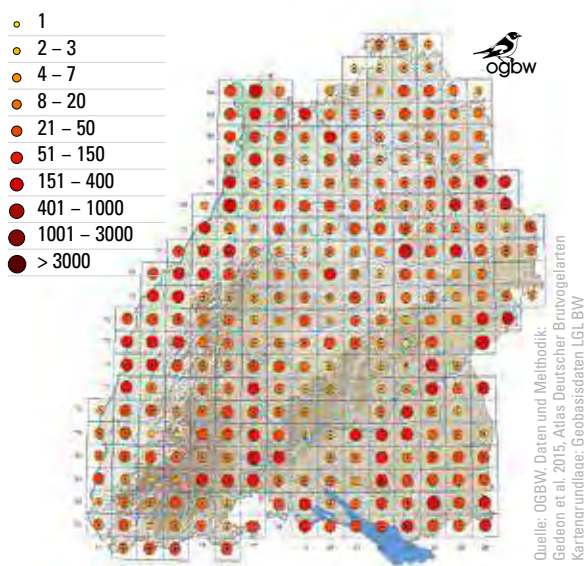 1
2 – 3
4 – 7
8 – 20
21 – 50
51 – 150
151 – 400
401 – 1000
1001 – 3000
> 3000
ogbw
Quelle: OGBW. Daten und Melthodik:
Gedeon et al. 2015, Atlas Deutscher Brutvogelarten
Kartengrundlage: Geobasisdaten LGL BW